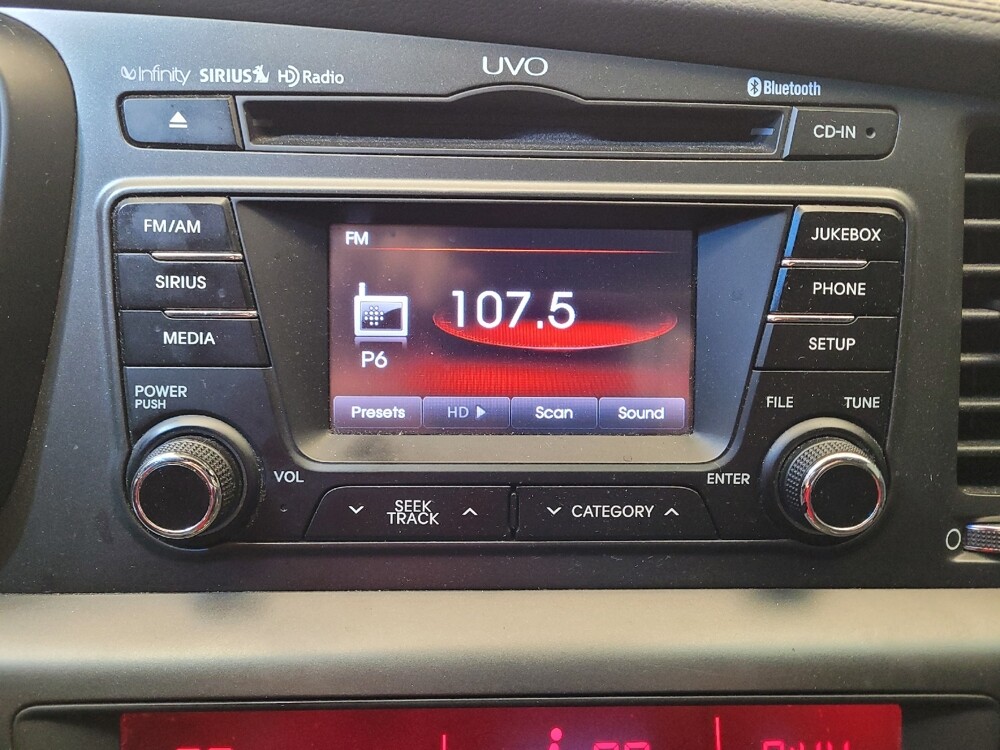 UVO
Infinity SIRIUS HD Radio
Bluetooth
CD-IN
FM/AM
SIRIUS
MEDIA
POWER
PUSH
VOL
FM
107.5
P6
Presets HD Scan Sound
JUKEBOX
PHONE
SETUP
FILE TUNE
ENTER
SEEK
TRACK
CATEGORY